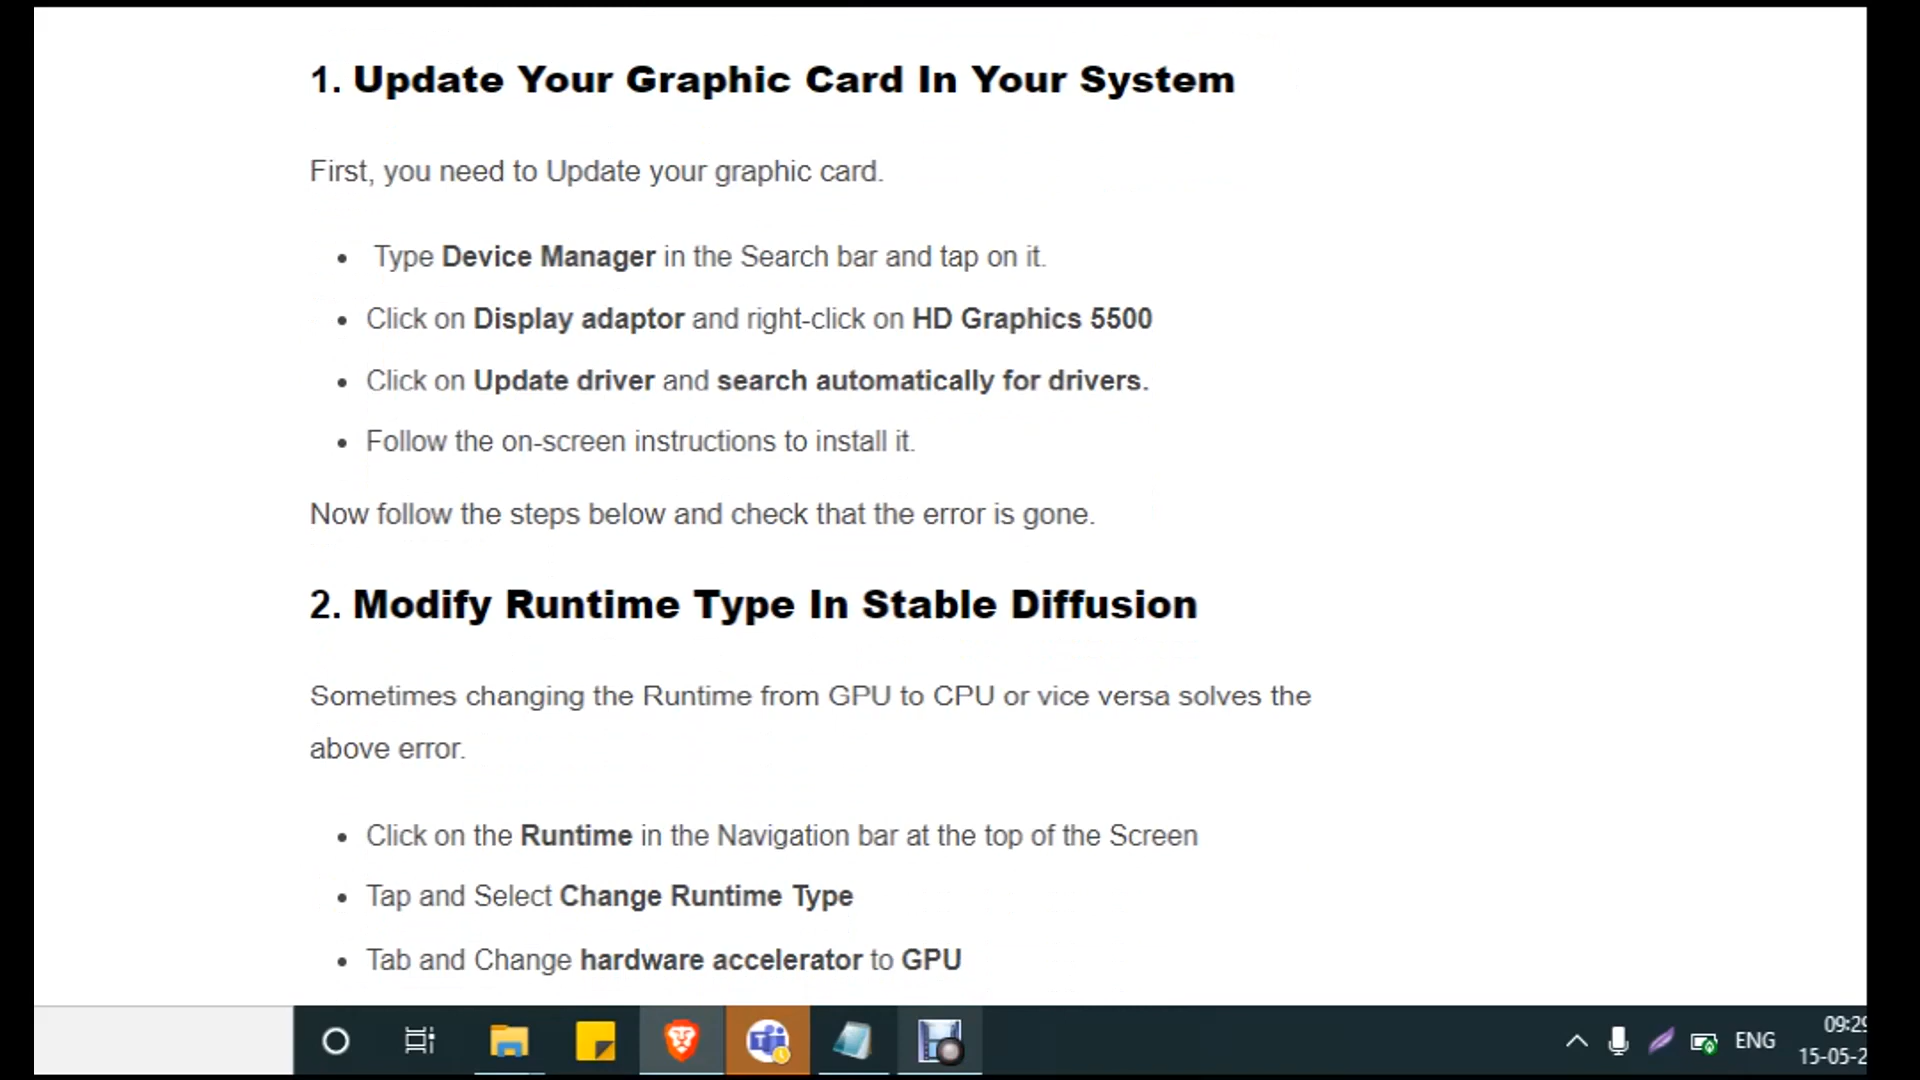 1. Update Your Graphic Card In Your System
First, you need to Update your graphic card.
Type Device Manager in the Search bar and tap on it.
Click on Display adaptor and right-click on HD Graphics 5500
Click on Update driver and search automatically for drivers.
Follow the on-screen instructions to install it.
Now follow the steps below and check that the error is gone.
2. Modify Runtime Type In Stable Diffusion
Sometimes changing the Runtime from GPU to CPU or vice versa solves the
above error.
Click on the Runtime in the Navigation bar at the top of the Screen
Tap and Select Change Runtime Type
Tab and Change hardware accelerator to GPU
ENG
09:29
15-05-2